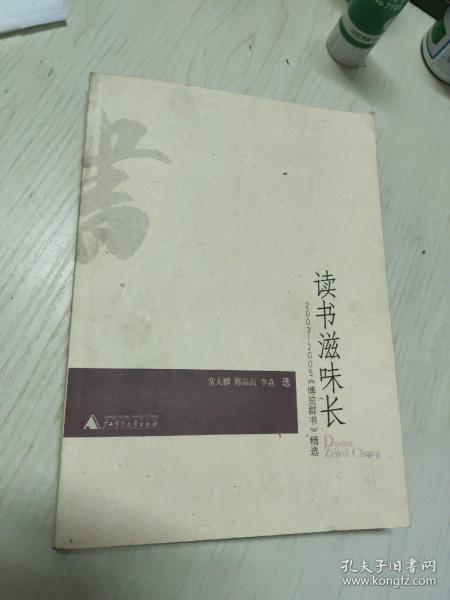 書
读书滋味长
2003—2005《博览群书》精选
Dushu
Ziwei Chang
常大麟 陈品高 李焱 选
广西师范大学出版社
孔夫子旧书网
www.kongfz.com